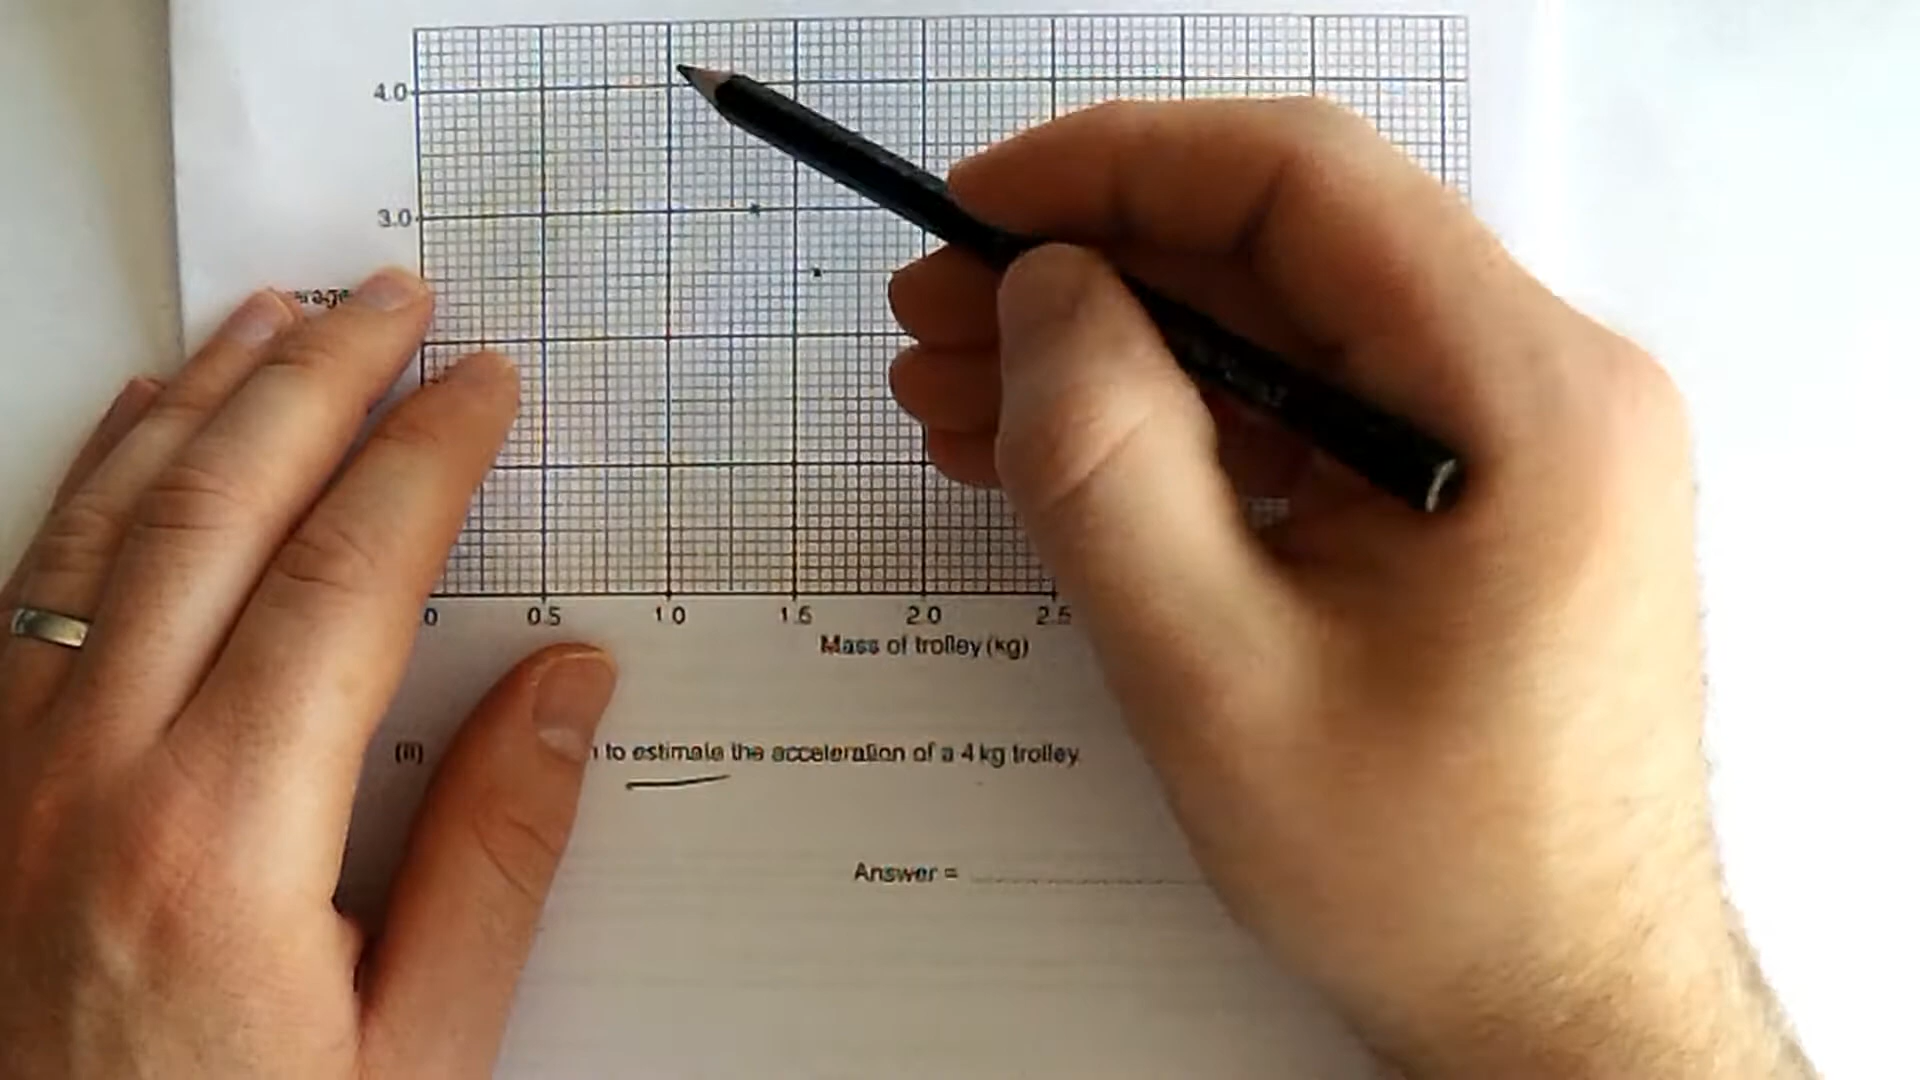 4.0
3.0
0 0.5 1.0 1.5 2.0 2.5
Mass of trolley (kg)
(ii) to estimate the acceleration of a 4 kg trolley
Answer =